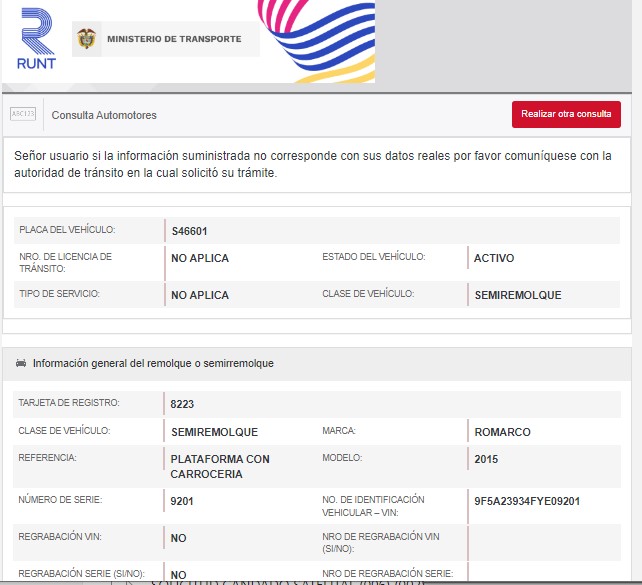 RUNT
MINISTERIO DE TRANSPORTE
ABC123
Consulta Automotores
Realizar otra consulta
Señor usuario si la información suministrada no corresponde con sus datos reales por favor comuníquese con la
autoridad de tránsito en la cual solicitó su trámite.
PLACA DEL VEHÍCULO: S46601
NRO. DE LICENCIA DE
TRÁNSITO: NO APLICA ESTADO DEL VEHÍCULO: ACTIVO
TIPO DE SERVICIO: NO APLICA CLASE DE VEHÍCULO: SEMIREMOLQUE
Información general del remolque o semirremolque
TARJETA DE REGISTRO: 8223
CLASE DE VEHÍCULO: SEMIREMOLQUE MARCA: ROMARCO
REFERENCIA: PLATAFORMA CON
CARROCERIA MODELO: 2015
NÚMERO DE SERIE: 9201 NO. DE IDENTIFICACIÓN
VEHICULAR – VIN: 9F5A23934FYE09201
REGRABACIÓN VIN: NO NRO DE REGRABACIÓN VIN
(SI/NO):
REGRABACIÓN SERIE (SI/NO): NO NRO DE REGRABACIÓN SERIE: